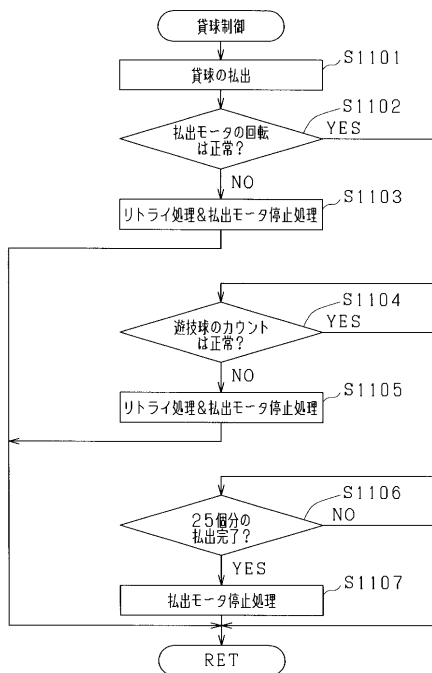 貸球制御
貸球の払出
S1101
払出モータの回転
は正常?
S1102
YES
NO
リトライ処理&払出モータ停止処理
S1103
遊技球のカウント
は正常?
S1104
YES
NO
リトライ処理&払出モータ停止処理
S1105
25個分の
払出完了?
S1106
NO
YES
払出モータ停止処理
S1107
RET